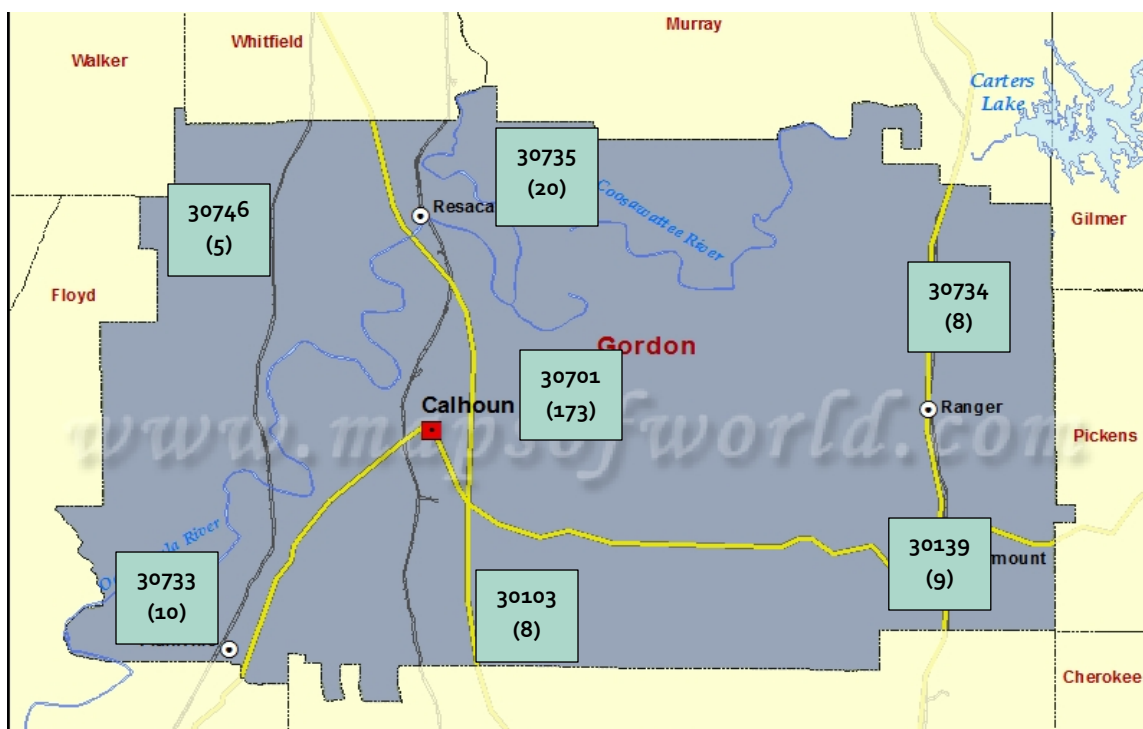 Murray
Whitfield
Walker
Carters
Lake
30735
(20)
30746
(5)
Resaca
Coosawattee River
Gilmer
Floyd
30734
(8)
Gordon
30701
(173)
Calhoun
Ranger
www.mapsofworld.com
Pickens
River
30139
(9)
mount
30733
(10)
30103
(8)
Cherokee